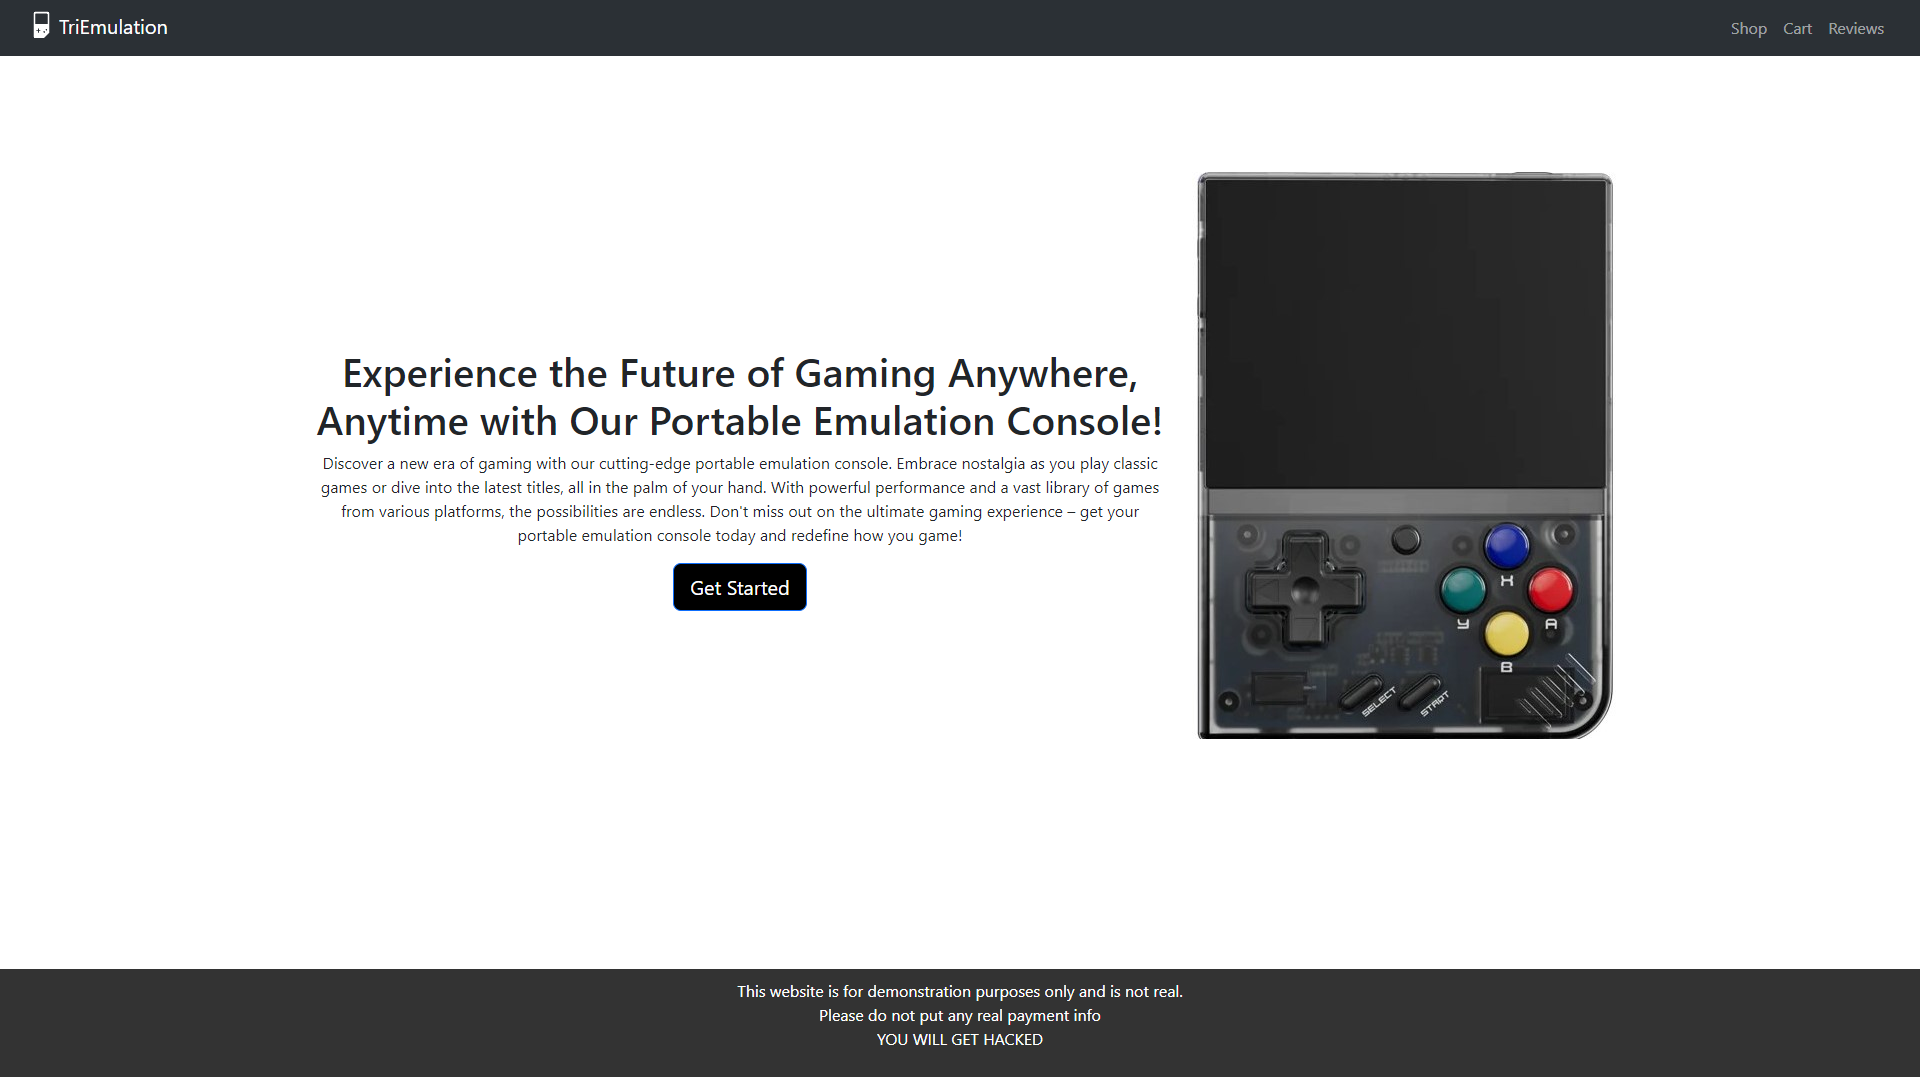 TriEmulation
Shop Cart Reviews
Experience the Future of Gaming Anywhere,
Anytime with Our Portable Emulation Console!
Discover a new era of gaming with our cutting-edge portable emulation console. Embrace nostalgia as you play classic
games or dive into the latest titles, all in the palm of your hand. With powerful performance and a vast library of games
from various platforms, the possibilities are endless. Don't miss out on the ultimate gaming experience – get your
portable emulation console today and redefine how you game!
Get Started
X
Y
A
B
SELECT
START
This website is for demonstration purposes only and is not real.
Please do not put any real payment info
YOU WILL GET HACKED